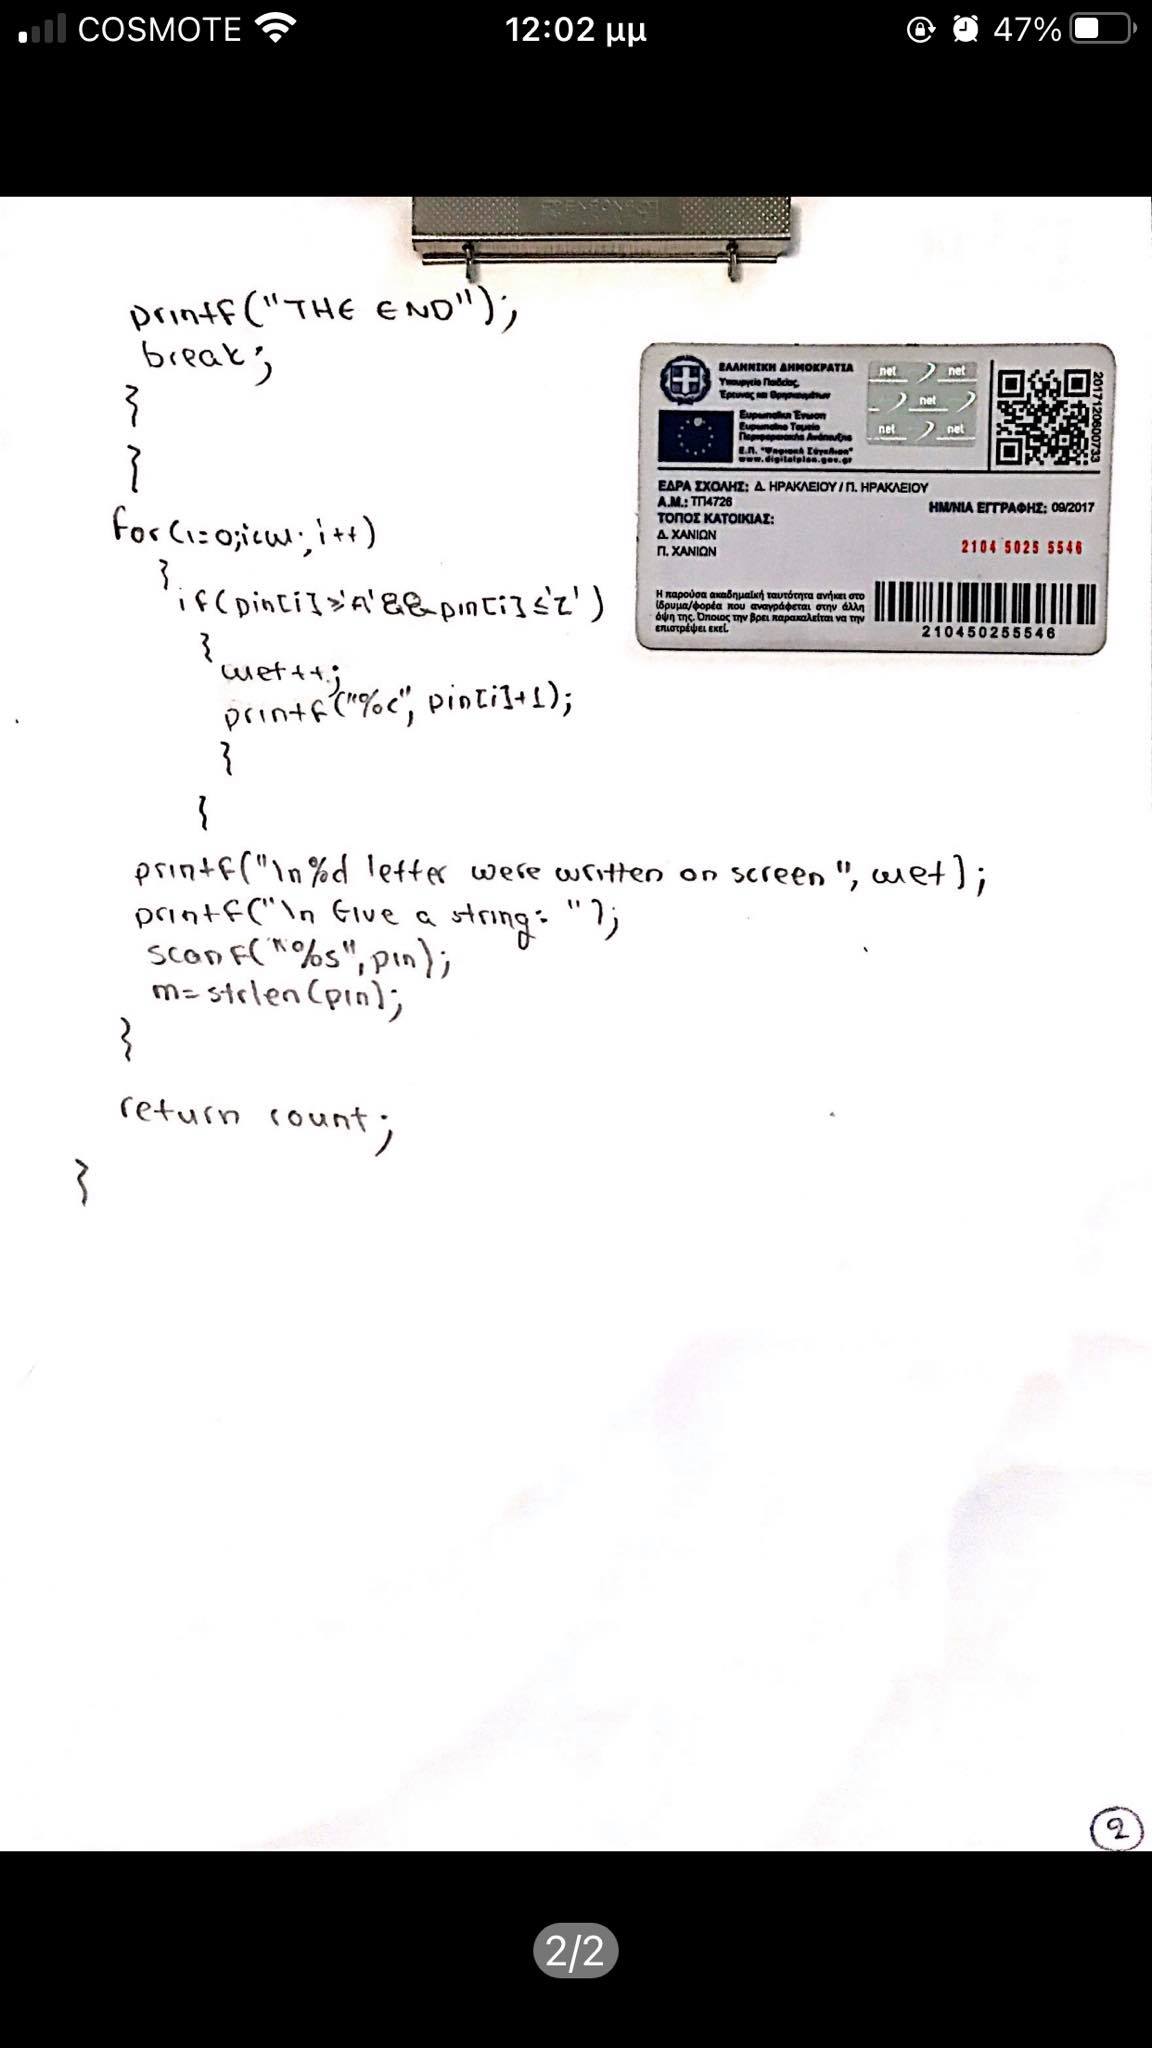 COSMOTE 12:02 μμ 47%
printf("THE END");
break;
}
}
for(i=0;i<m;i++)
{
if(pin[i]>'A'&&pin[i]≤'Z')
{
met++;
printf("%c", pin[i]+1);
}
}
printf("\n%d letter were written on screen", met);
printf("\n Give a string: ");
scanf("%s",pin);
m=strlen(pin);
}
return count;
}
ΕΛΛΗΝΙΚΗ ΔΗΜΟΚΡΑΤΙΑ
Υπουργείο Παιδείας,
Έρευνας και Θρησκευμάτων
Ευρωπαϊκή Ένωση
Ευρωπαϊκό Ταμείο
Περιφερειακής Ανάπτυξης
Ε.Π. "Ψηφιακή Σύγκλιση"
www.digitalplan.gov.gr
net net
net
net net
2017120600733
ΕΔΡΑ ΣΧΟΛΗΣ: Δ. ΗΡΑΚΛΕΙΟΥ / Π. ΗΡΑΚΛΕΙΟΥ
Α.Μ.: ΤΠ4726
ΗΜ/ΝΙΑ ΕΓΓΡΑΦΗΣ: 09/2017
ΤΟΠΟΣ ΚΑΤΟΙΚΙΑΣ:
Δ. ΧΑΝΙΩΝ
Π. ΧΑΝΙΩΝ
2104 5025 5546
Η παρούσα ακαδημαϊκή ταυτότητα ανήκει στο
ίδρυμα/φορέα που αναγράφεται στην άλλη
όψη της. Όποιος την βρει παρακαλείται να την
επιστρέψει εκεί.
210450255546
2
2/2